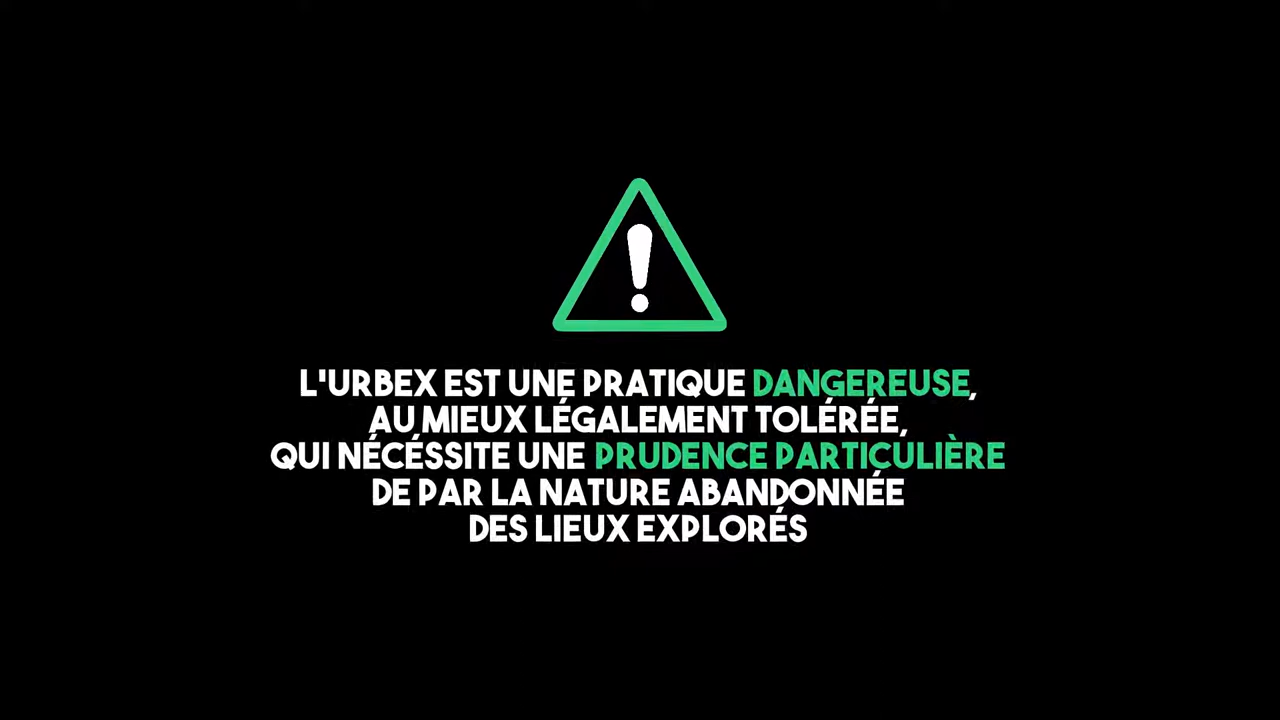 L'URBEX EST UNE PRATIQUE DANGEREUSE,
AU MIEUX LÉGALEMENT TOLÉRÉE,
QUI NÉCÉSSITE UNE PRUDENCE PARTICULIÈRE
DE PAR LA NATURE ABANDONNÉE
DES LIEUX EXPLORÉS